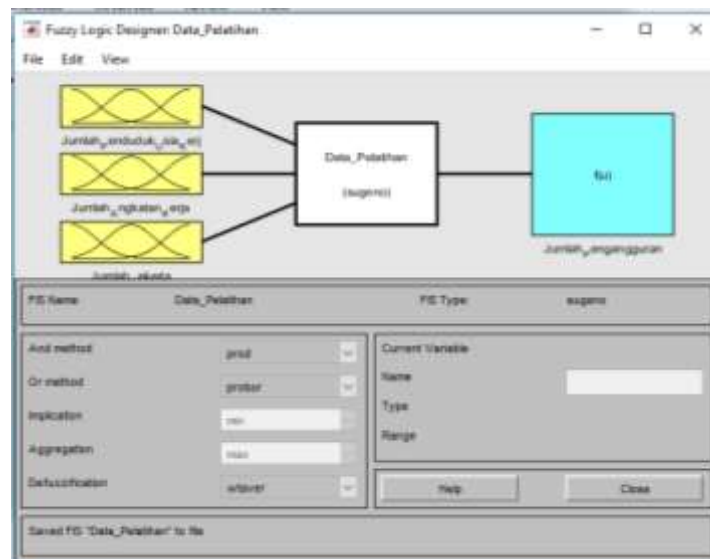 Fuzzy Logic Designer: Data_Pelatihan
File Edit View
Data_Pelatihan
(sugeno)
f(u)
FIS Name: Data_Pelatihan FIS Type: sugeno
And method prod
Or method probor
Implication min
Aggregation max
Defuzzification wtaver
Current Variable
Name
Type
Range
Help Close
Saved FIS "Data_Pelatihan" to file